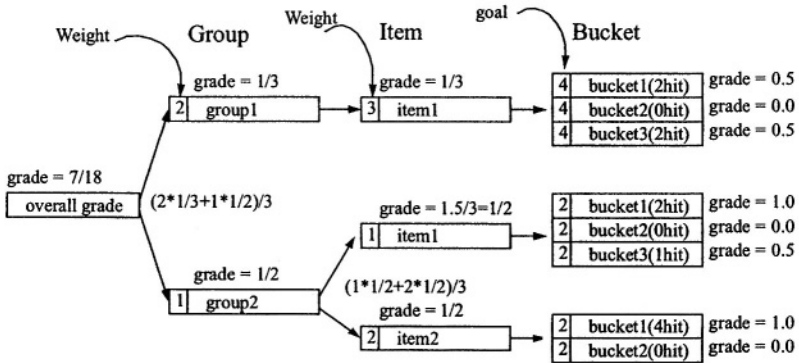 Weight
Group
Weight
Item
goal
Bucket
grade = 1/3
2 group1
grade = 1/3
3 item1
4 bucket1(2hit) grade = 0.5
4 bucket2(0hit) grade = 0.0
4 bucket3(2hit) grade = 0.5
grade = 7/18
overall grade
(2*1/3+1*1/2)/3
grade = 1.5/3=1/2
1 item1
2 bucket1(2hit) grade = 1.0
2 bucket2(0hit) grade = 0.0
2 bucket3(1hit) grade = 0.5
grade = 1/2
1 group2
(1*1/2+2*1/2)/3
grade = 1/2
2 item2
2 bucket1(4hit) grade = 1.0
2 bucket2(0hit) grade = 0.0